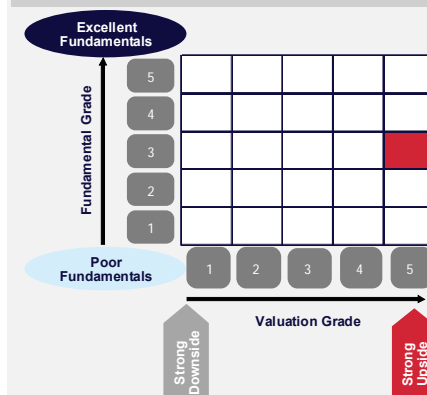 Excellent
Fundamentals
Fundamental Grade
5
4
3
2
1
Poor
Fundamentals
1
2
3
4
5
Valuation Grade
Strong
Downside
Strong
Upside